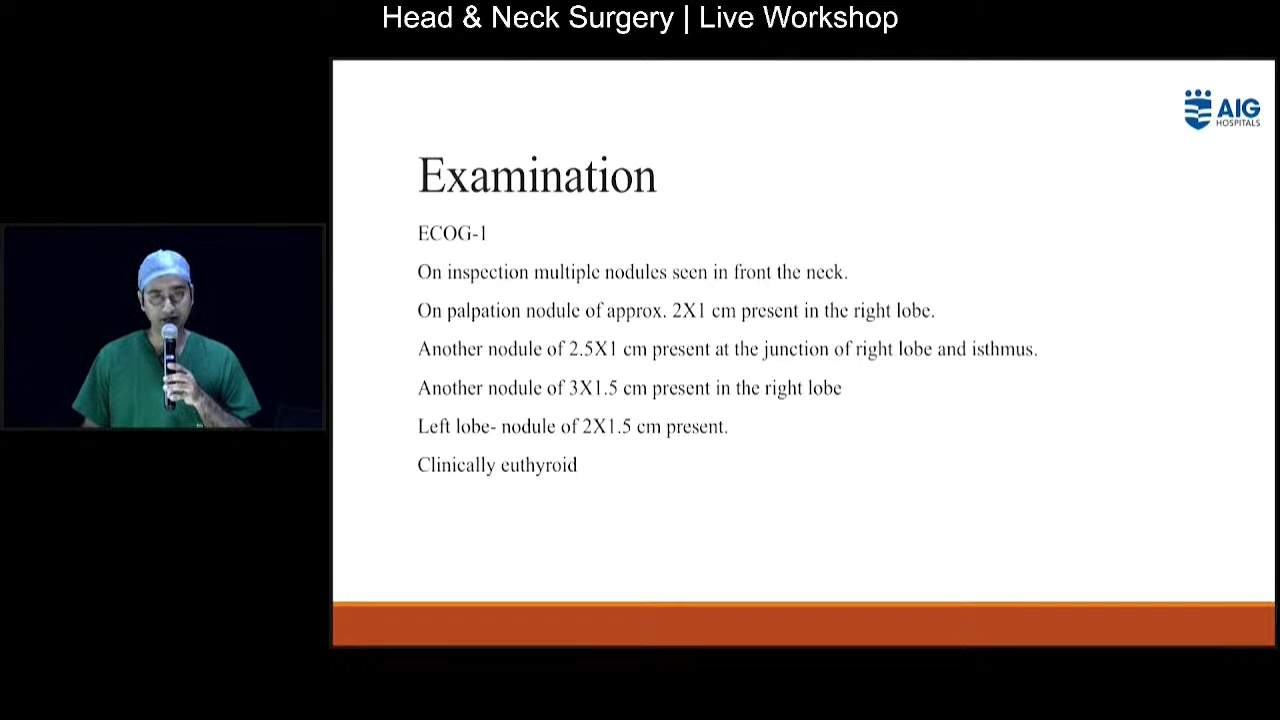 Head & Neck Surgery | Live Workshop
AIG
HOSPITALS
Examination
ECOG-1
On inspection multiple nodules seen in front the neck.
On palpation nodule of approx. 2X1 cm present in the right lobe.
Another nodule of 2.5X1 cm present at the junction of right lobe and isthmus.
Another nodule of 3X1.5 cm present in the right lobe
Left lobe- nodule of 2X1.5 cm present.
Clinically euthyroid